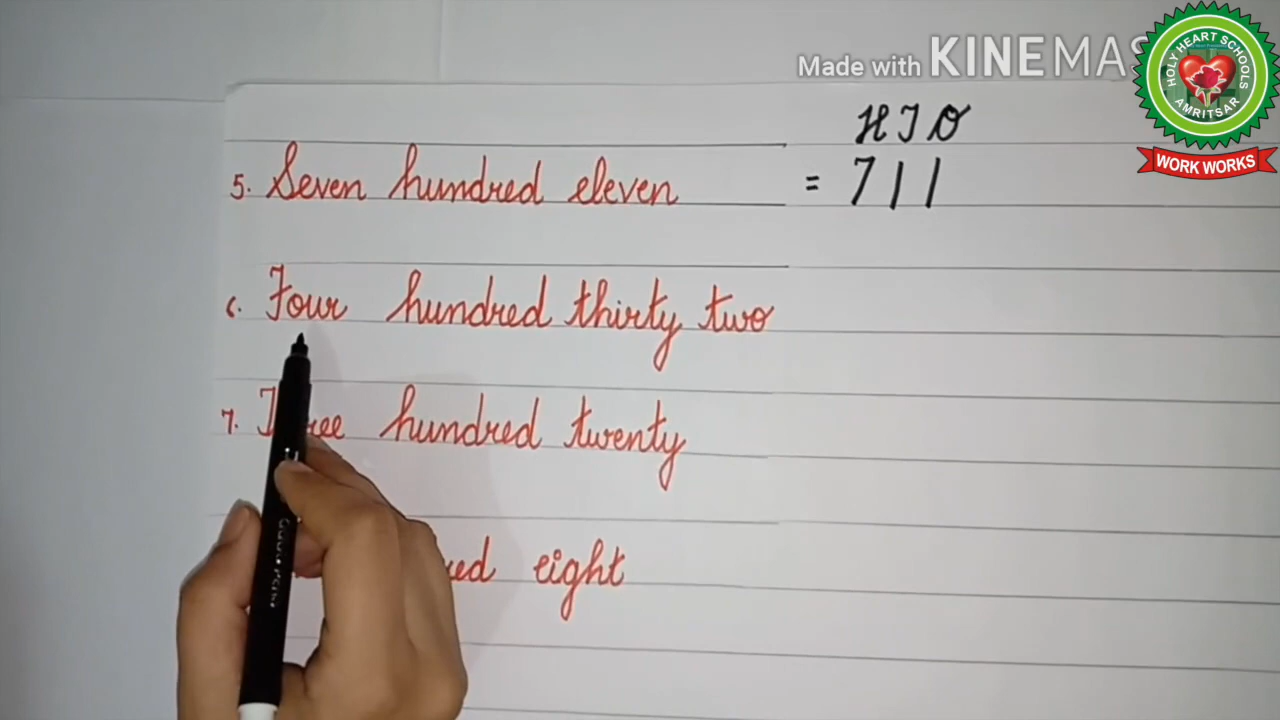 Made with KINEMAS
HOLY HEART SCHOOLS
AMRITSAR
WORK WORKS
H T O
5. Seven hundred eleven = 711
6. Four hundred thirty two
7. hundred twenty
eight